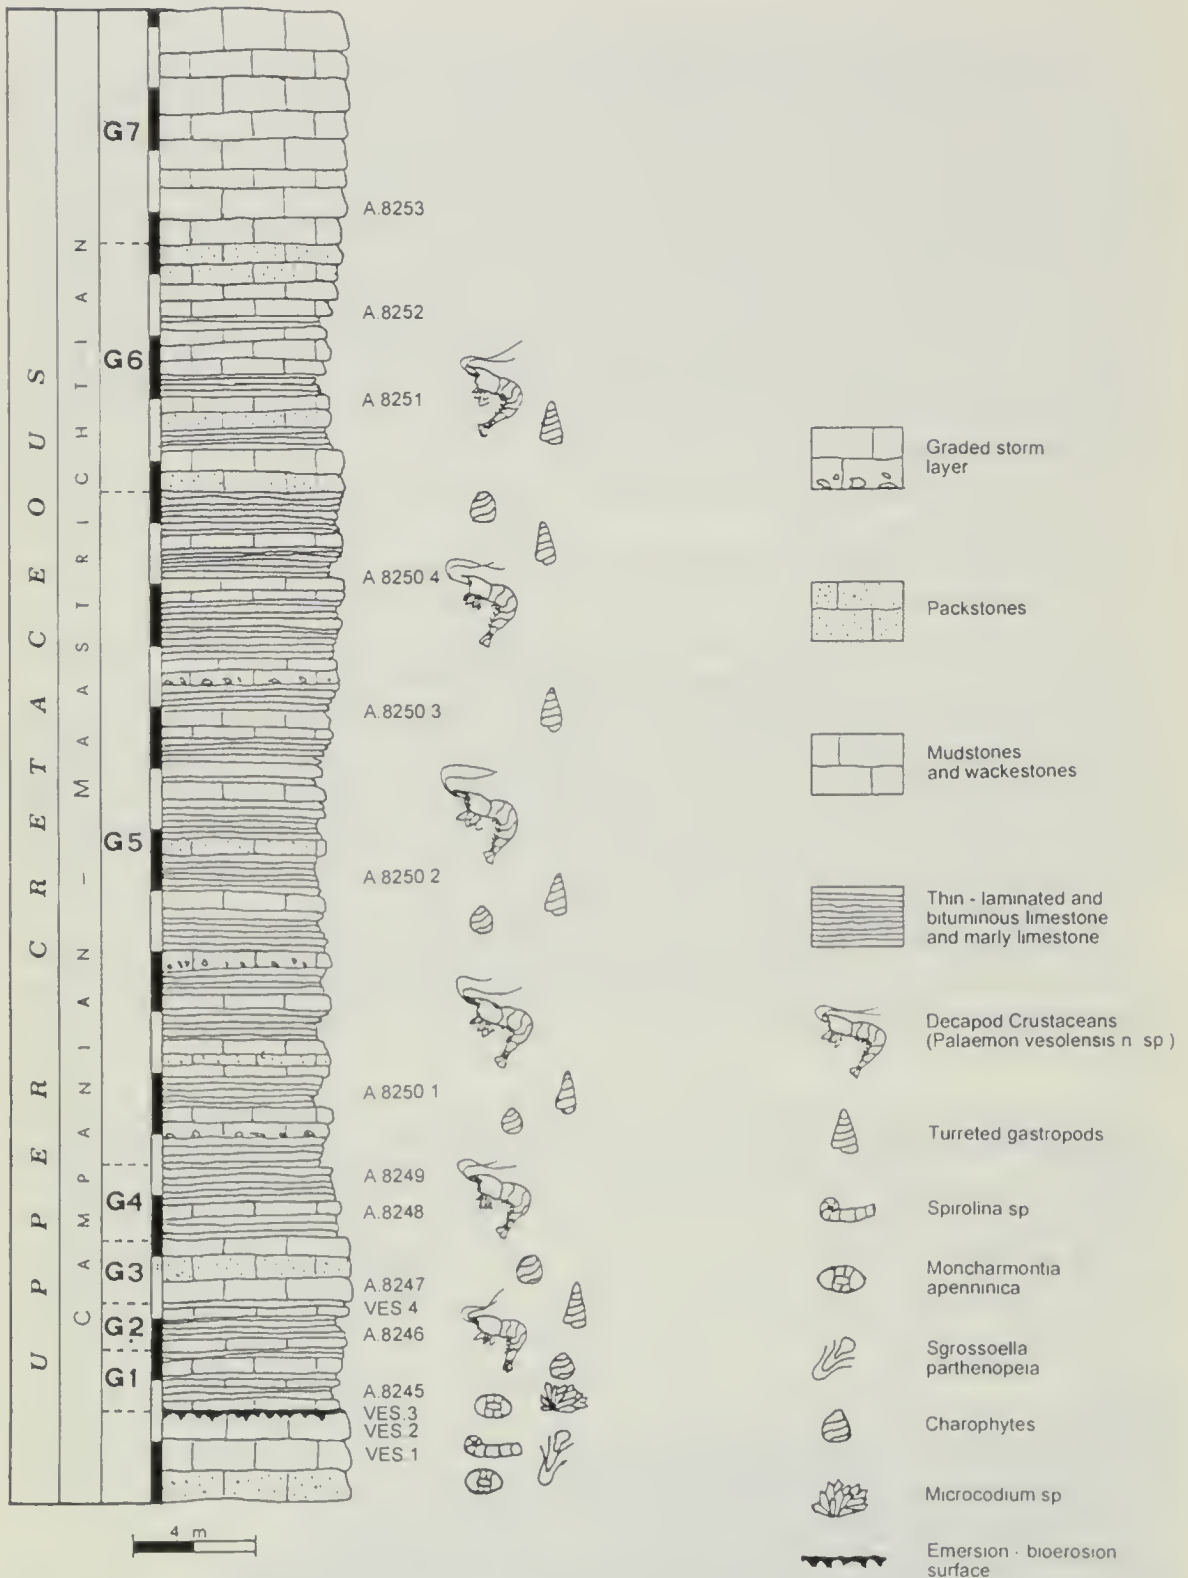 UPPER CRETACEOUS
CAMPANIAN - MAASTRICHTIAN
G7
G6
G5
G4
G3
G2
G1
A.8253
A.8252
A 8251
A 8250 4
A.8250 3
A 8250 2
A 8250 1
A 8249
A.8248
A.8247
VES 4
A.8246
A.8245
VES.3
VES.2
VES 1
4 m
Graded storm
layer
Packstones
Mudstones
and wackestones
Thin - laminated and
bituminous limestone
and marly limestone
Decapod Crustaceans
(Palaemon vesolensis n sp )
Turreted gastropods
Spirolina sp
Moncharmontia
apenninica
Sgrossoella
parthenopeia
Charophytes
Microcodium sp
Emersion - bioerosion
surface